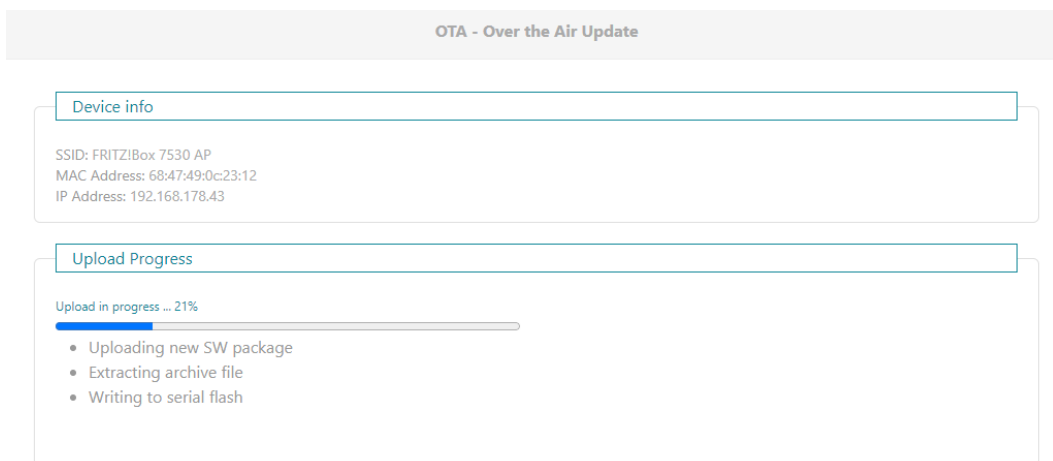 OTA - Over the Air Update
Device info
SSID: FRITZ!Box 7530 AP
MAC Address: 68:47:49:0c:23:12
IP Address: 192.168.178.43
Upload Progress
Upload in progress ... 21%
• Uploading new SW package
• Extracting archive file
• Writing to serial flash